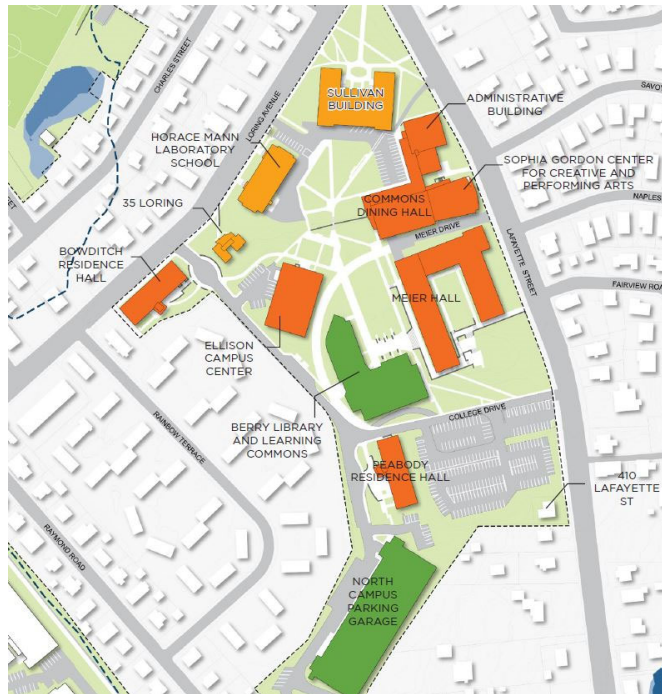 CHARLES STREET
LORING AVENUE
SULLIVAN
BUILDING
ADMINISTRATIVE
BUILDING
HORACE MANN
LABORATORY
SCHOOL
SOPHIA GORDON CENTER
FOR CREATIVE AND
PERFORMING ARTS
35 LORING
COMMONS
DINING HALL
NAPLES
MEIER DRIVE
LAFAYETTE STREET
BOWDITCH
RESIDENCE
HALL
FAIRVIEW ROA
MEIER HALL
ELLISON
CAMPUS
CENTER
COLLEGE DRIVE
BERRY LIBRARY
AND LEARNING
COMMONS
RAINBOW TERRACE
PEABODY
RESIDENCE HALL
410
LAFAYETTE
ST
RAYMOND ROAD
NORTH
CAMPUS
PARKING
GARAGE